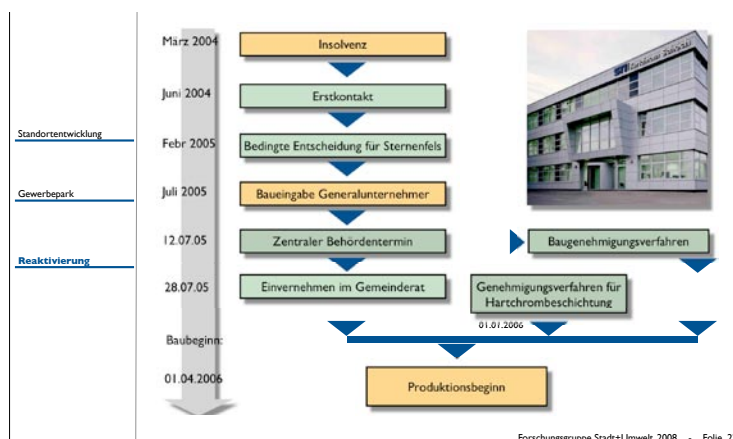 Standortentwicklung
Gewerbepark
Reaktivierung
März 2004
Insolvenz
Juni 2004
Erstkontakt
Febr 2005
Bedingte Entscheidung für Sternenfels
Juli 2005
Baueingabe Generalunternehmer
12.07.05
Zentraler Behördentermin
Baugenehmigungsverfahren
28.07.05
Einvernehmen im Gemeinderat
Genehmigungsverfahren für
Hartchrombeschichtung
01.01.2006
Baubeginn:
01.04.2006
Produktionsbeginn
Forschungsgruppe Stadt+Umwelt 2008 - Folie